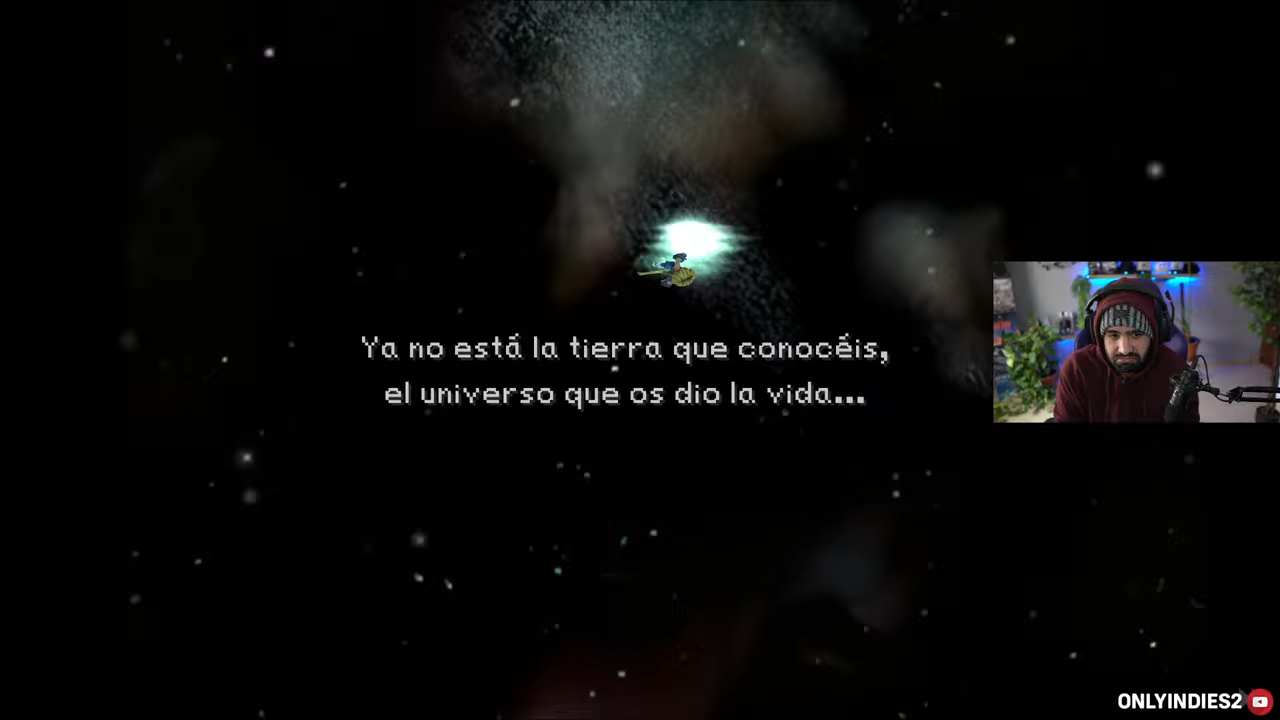 Ya no está la tierra que conocéis,
el universo que os dio la vida...
ONLYINDIES2